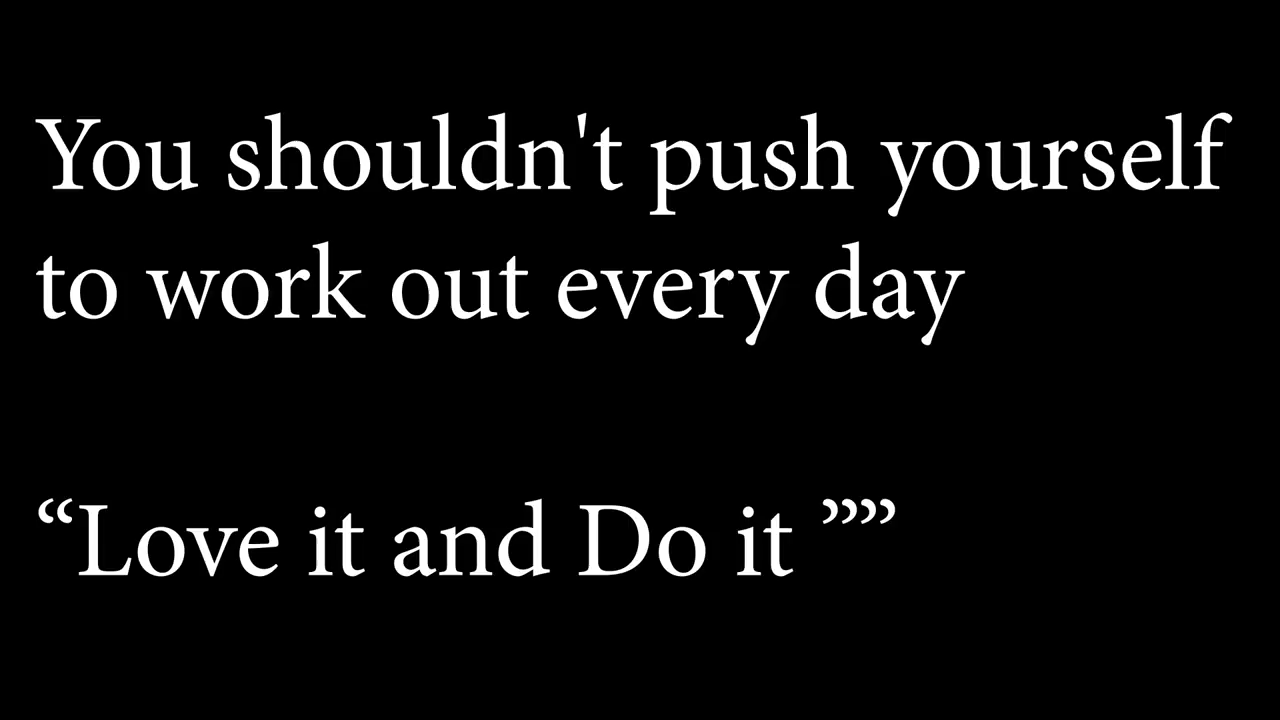 You shouldn't push yourself
to work out every day
“Love it and Do it ””